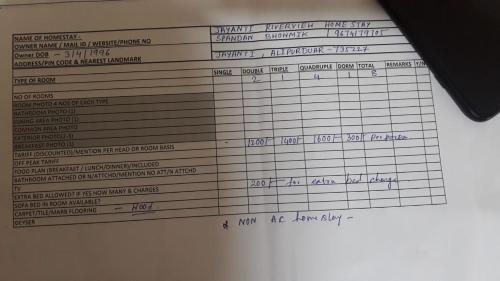 NAME OF HOMESTAY - JAYANTI RIVERVIEW HOME STAY
OWNER NAME / MAIL ID / WEBSITE/PHONE NO SPANDAN BHOWMIK /9674179705
Owner DOB - 3/4/1996
ADDRESS/PIN CODE & NEAREST LANDMARK JAYANTI, ALIPURDUAR-735227
SINGLE DOUBLE TRIPLE QUADRUPLE DORM TOTAL REMARKS Y/N
TYPE OF ROOM 2 1 4 1 8
NO OF ROOMS
ROOM PHOTO 4 NOS OF EACH TYPE
BATHROOM PHOTO (1)
DINING AREA PHOTO (1)
COMMON AREA PHOTO
EXTERIOR PHOTO(2-5)
BREAKFAST PHOTO (1) - 1200/- 1400/- 1600/- 300/- Per person
TARIFF (DISCOUNTED)/MENTION PER HEAD OR ROOM BASIS
OFF PEAK TARIFF
FOOD PLAN (BREAKFAST / LUNCH/DINNER)/INCLUDED
BATHROOM ATTACHED OR N/ATTCHD/MENTION NO ATT/N ATTCHD
TV 200/- for extra bed charge -
EXTRA BED ALLOWED? IF YES HOW MANY & CHARGES
SOFA BED IN ROOM AVAILABLE?
CARPET/TILE/MARB FLOORING - Wood
GEYSER NON AC home stay -